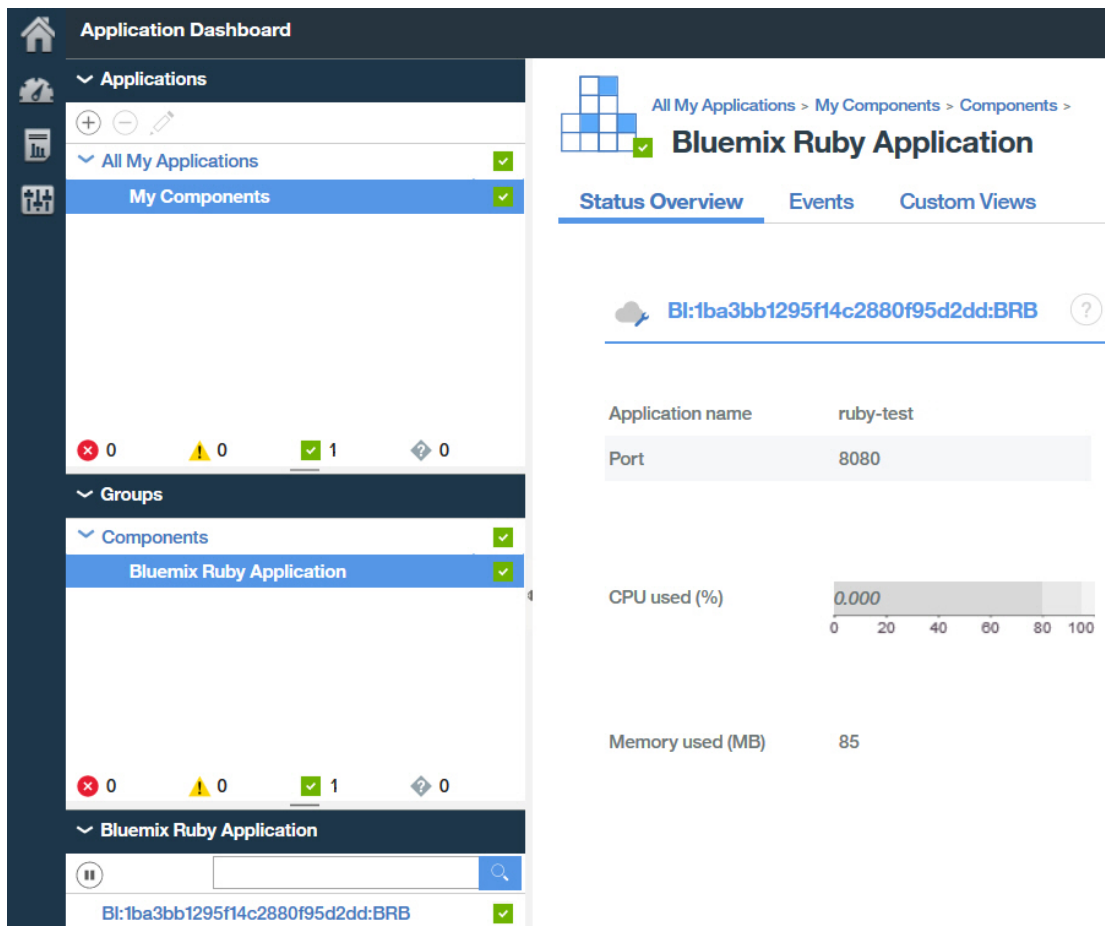 Application Dashboard
Applications
All My Applications
My Components
0 0 1 0
Groups
Components
Bluemix Ruby Application
0 0 1 0
Bluemix Ruby Application
BI:1ba3bb1295f14c2880f95d2dd:BRB
All My Applications > My Components > Components >
Bluemix Ruby Application
Status Overview Events Custom Views
BI:1ba3bb1295f14c2880f95d2dd:BRB ?
Application name ruby-test
Port 8080
CPU used (%) 0.000
0 20 40 60 80 100
Memory used (MB) 85